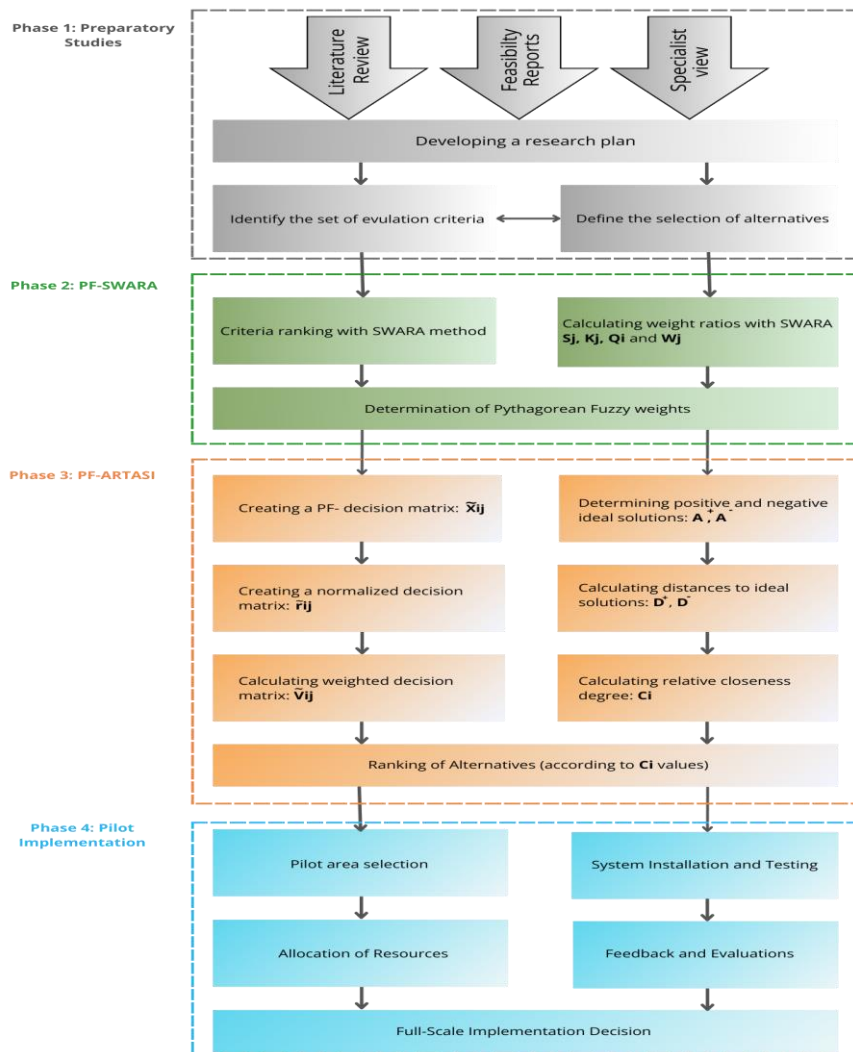 Phase 1: Preparatory
Studies
Literature
Review
Feasibilty
Reports
Specialist
view
Developing a research plan
Identify the set of evulation criteria
Define the selection of alternatives
Phase 2: PF-SWARA
Criteria ranking with SWARA method
Calculating weight ratios with SWARA
Sj, Kj, Qi and Wj
Determination of Pythagorean Fuzzy weights
Phase 3: PF-ARTASI
Creating a PF- decision matrix: X̃ij
Determining positive and negative
ideal solutions: A⁺, A⁻
Creating a normalized decision
matrix: r̃ij
Calculating distances to ideal
solutions: D⁺, D⁻
Calculating weighted decision
matrix: Ṽij
Calculating relative closeness
degree: Ci
Ranking of Alternatives (according to Ci values)
Phase 4: Pilot
Implementation
Pilot area selection
System Installation and Testing
Allocation of Resources
Feedback and Evaluations
Full-Scale Implementation Decision